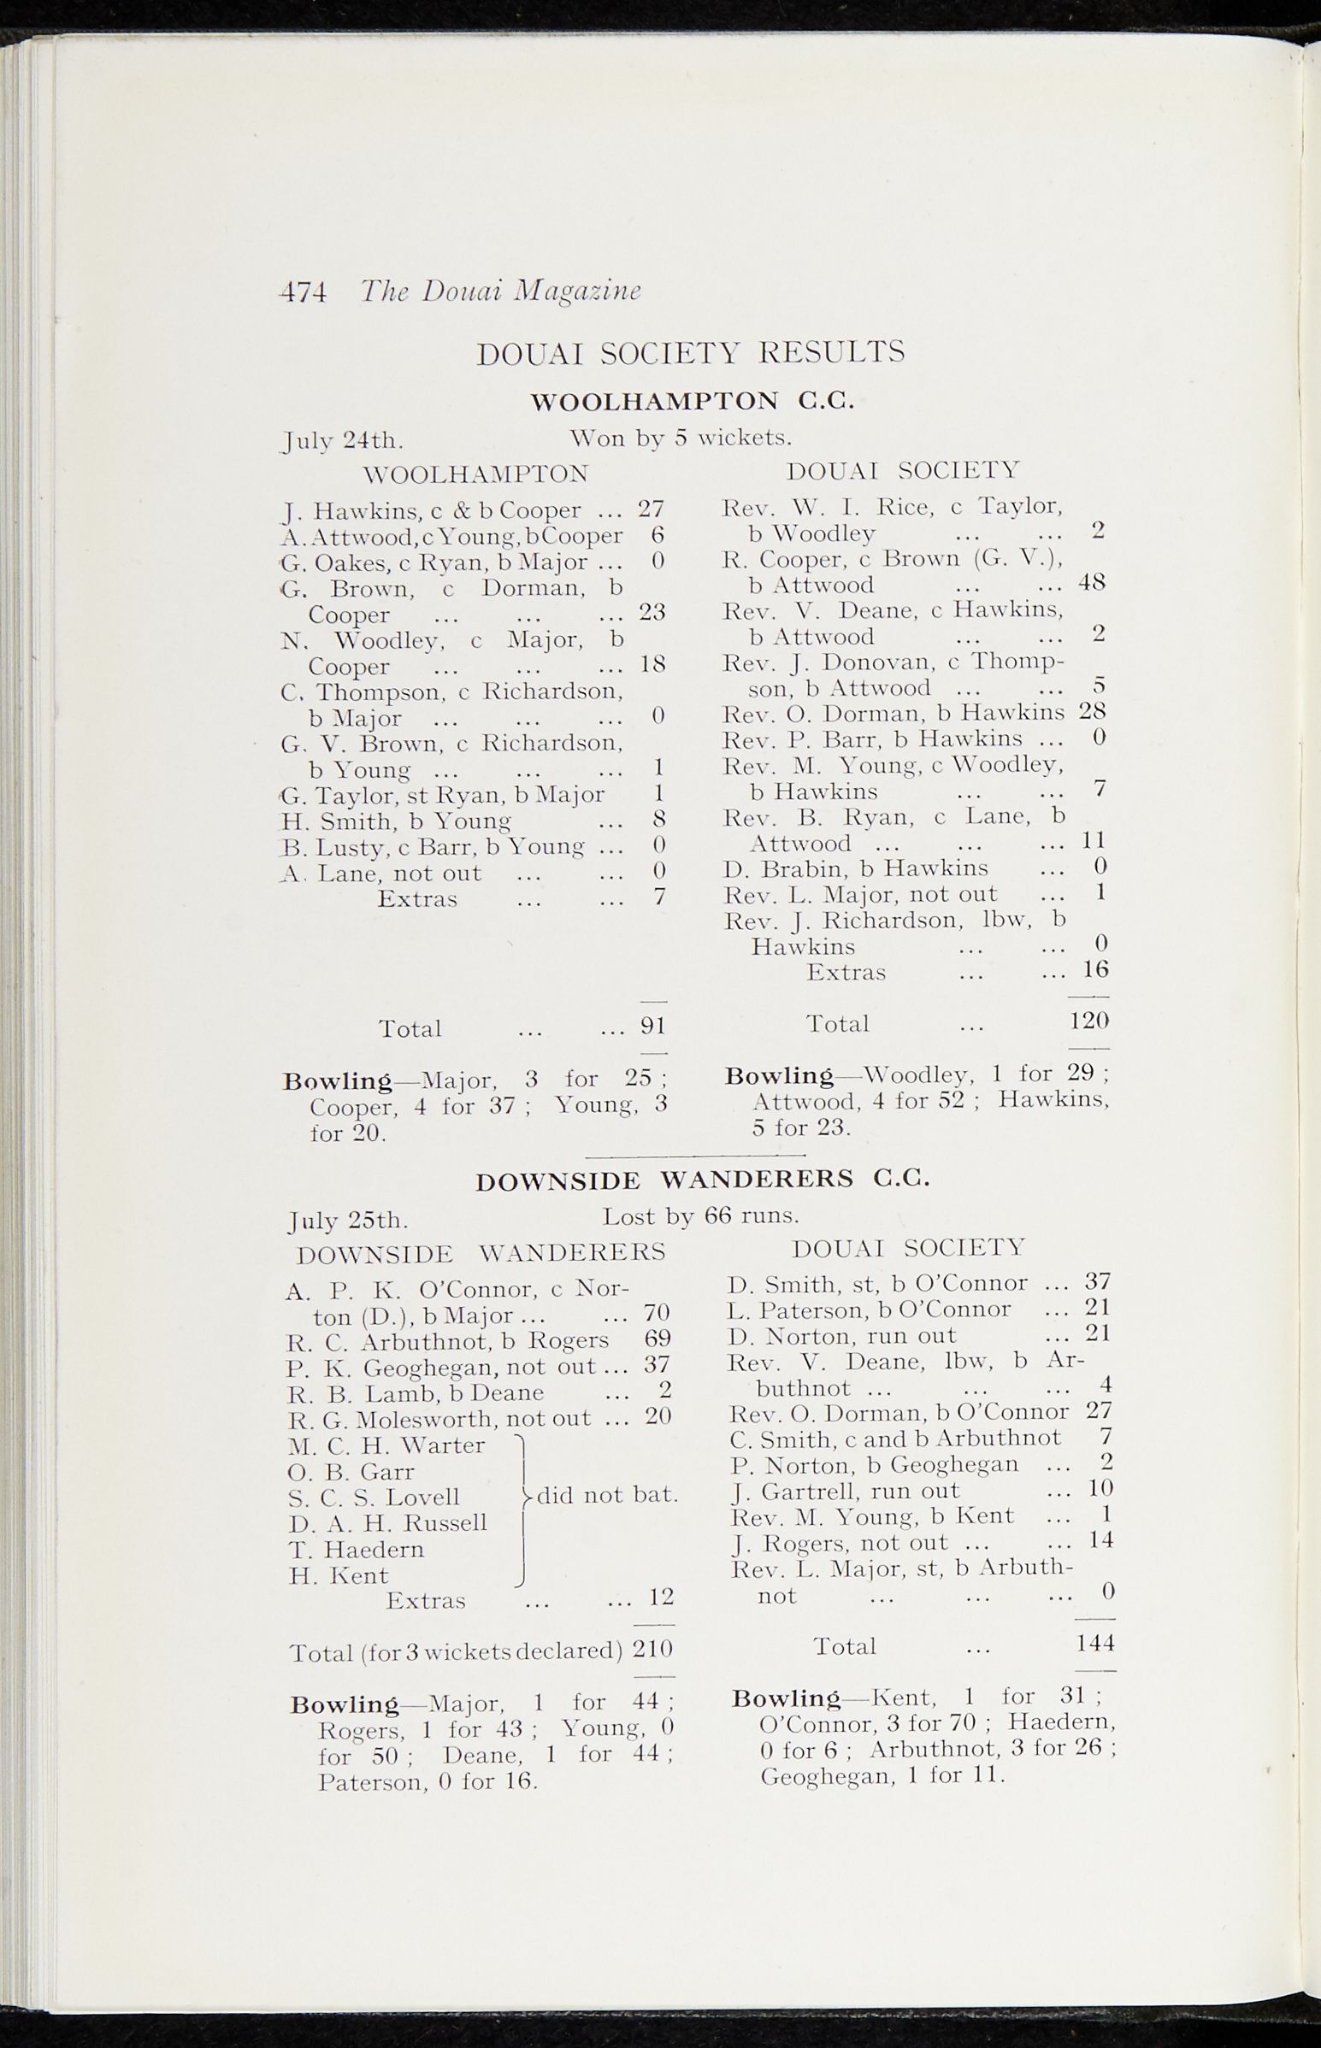 474 The Douai Magazine
DOUAI SOCIETY RESULTS
WOOLHAMPTON C.C.
July 24th. Won by 5 wickets.
WOOLHAMPTON
J. Hawkins, c & b Cooper ... 27
A. Attwood, c Young, b Cooper 6
G. Oakes, c Ryan, b Major ... 0
G. Brown, c Dorman, b
Cooper ... ... ... 23
N. Woodley, c Major, b
Cooper ... ... ... 18
C. Thompson, c Richardson,
b Major ... ... ... 0
G. V. Brown, c Richardson,
b Young ... ... ... 1
G. Taylor, st Ryan, b Major 1
H. Smith, b Young ... 8
B. Lusty, c Barr, b Young ... 0
A. Lane, not out ... ... 0
Extras ... ... 7
Total ... ... 91
Bowling—Major, 3 for 25 ;
Cooper, 4 for 37 ; Young, 3
for 20.
DOUAI SOCIETY
Rev. W. I. Rice, c Taylor,
b Woodley ... ... 2
R. Cooper, c Brown (G. V.),
b Attwood ... ... 48
Rev. V. Deane, c Hawkins,
b Attwood ... ... 2
Rev. J. Donovan, c Thomp-
son, b Attwood ... ... 5
Rev. O. Dorman, b Hawkins 28
Rev. P. Barr, b Hawkins ... 0
Rev. M. Young, c Woodley,
b Hawkins ... ... 7
Rev. B. Ryan, c Lane, b
Attwood ... ... ... 11
D. Brabin, b Hawkins ... 0
Rev. L. Major, not out ... 1
Rev. J. Richardson, lbw, b
Hawkins ... ... 0
Extras ... ... 16
Total ... 120
Bowling—Woodley, 1 for 29 ;
Attwood, 4 for 52 ; Hawkins,
5 for 23.
DOWNSIDE WANDERERS C.C.
July 25th. Lost by 66 runs.
DOWNSIDE WANDERERS
A. P. K. O'Connor, c Nor-
ton (D.), b Major ... ... 70
R. C. Arbuthnot, b Rogers 69
P. K. Geoghegan, not out ... 37
R. B. Lamb, b Deane ... 2
R. G. Molesworth, not out ... 20
M. C. H. Warter
O. B. Garr
S. C. S. Lovell } did not bat.
D. A. H. Russell
T. Haedern
H. Kent
Extras ... ... 12
Total (for 3 wickets declared) 210
Bowling—Major, 1 for 44 ;
Rogers, 1 for 43 ; Young, 0
for 50 ; Deane, 1 for 44 ;
Paterson, 0 for 16.
DOUAI SOCIETY
D. Smith, st, b O'Connor ... 37
L. Paterson, b O'Connor ... 21
D. Norton, run out ... 21
Rev. V. Deane, lbw, b Ar-
buthnot ... ... ... 4
Rev. O. Dorman, b O'Connor 27
C. Smith, c and b Arbuthnot 7
P. Norton, b Geoghegan ... 2
J. Gartrell, run out ... 10
Rev. M. Young, b Kent ... 1
J. Rogers, not out ... ... 14
Rev. L. Major, st, b Arbuth-
not ... ... ... 0
Total ... 144
Bowling—Kent, 1 for 31 ;
O'Connor, 3 for 70 ; Haedern,
0 for 6 ; Arbuthnot, 3 for 26 ;
Geoghegan, 1 for 11.